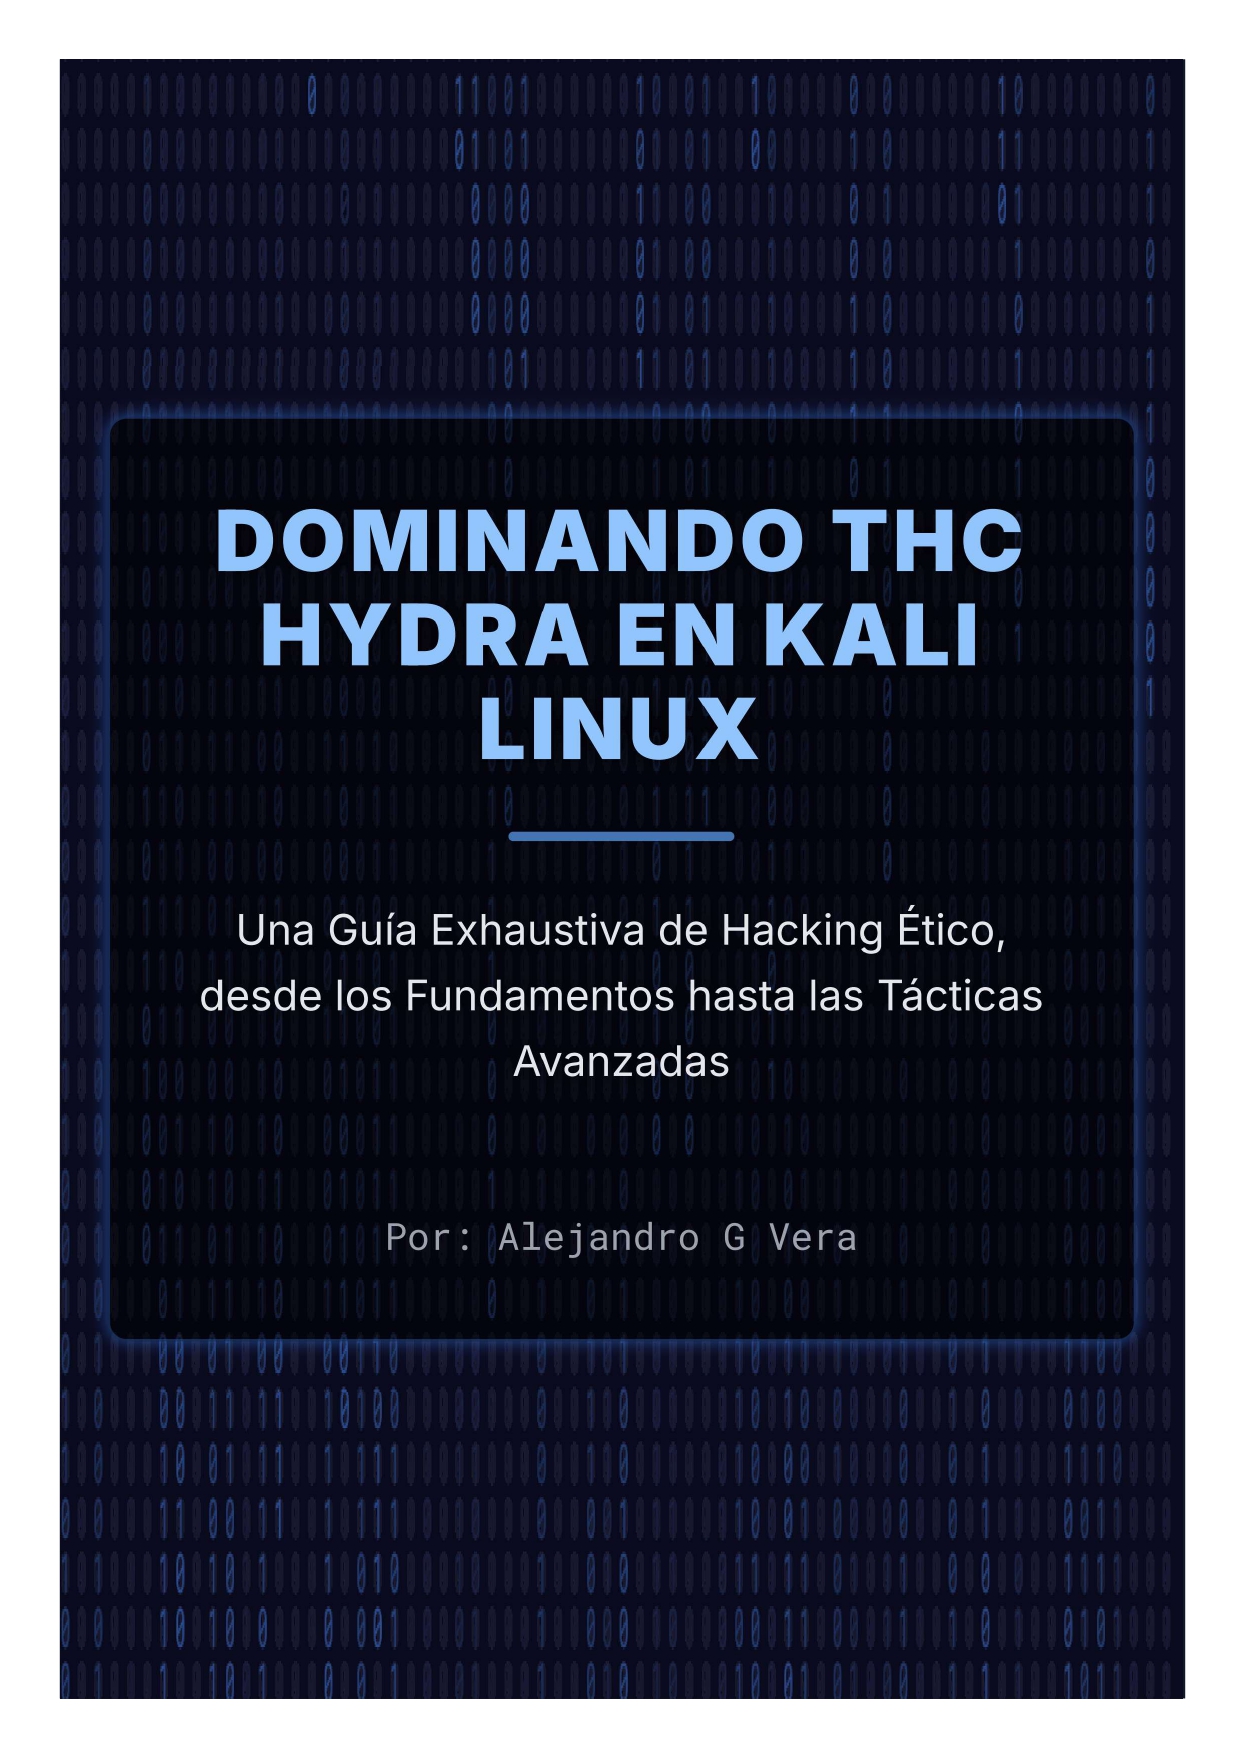 DOMINANDO THC
HYDRA EN KALI
LINUX
Una Guía Exhaustiva de Hacking Ético,
desde los Fundamentos hasta las Tácticas
Avanzadas
Por: Alejandro G Vera